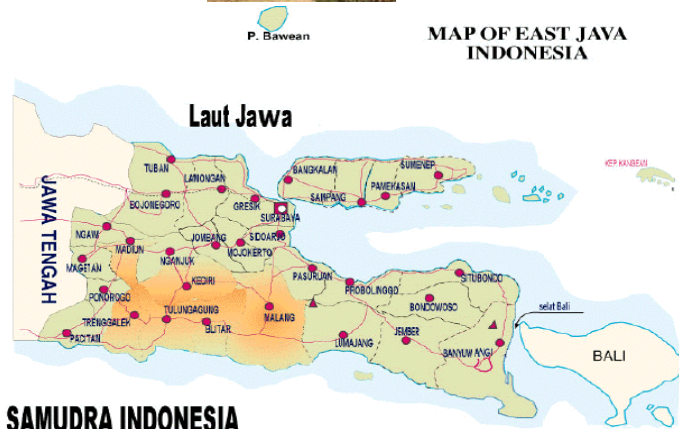 P. Bawean
MAP OF EAST JAVA
INDONESIA
Laut Jawa
KEP. KANGEAN
TUBAN
LAMONGAN
BANGKALAN
SUMENEP
PAMEKASAN
SAMPANG
BOJONEGORO
GRESIK
SURABAYA
JAWA TENGAH
NGAWI
MADIUN
JOMBANG
SIDOARJO
MOJOKERTO
NGANJUK
MAGETAN
PASURUAN
SITUBONDO
PROBOLINGGO
KEDIRI
PONOROGO
BONDOWOSO
selat Bali
TULUNGAGUNG
MALANG
TRENGGALEK
BLITAR
JEMBER
PACITAN
LUMAJANG
BANYUWANGI
BALI
SAMUDRA INDONESIA